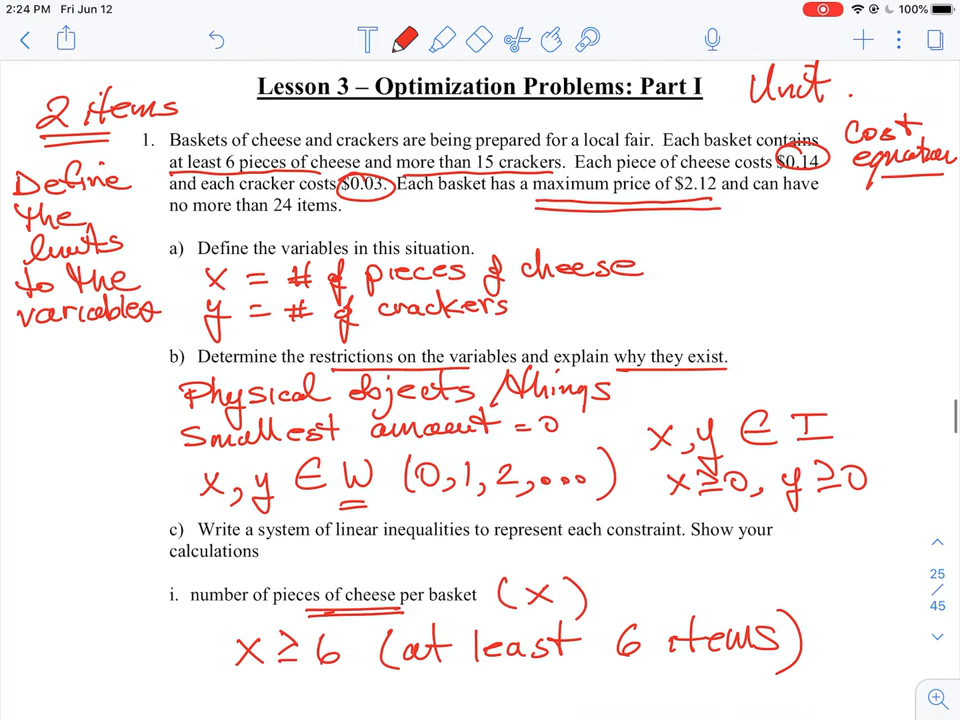 2:24 PM Fri Jun 12
100%
Lesson 3 – Optimization Problems: Part I
Unit .
2 items
Cost equation
1. Baskets of cheese and crackers are being prepared for a local fair. Each basket contains
at least 6 pieces of cheese and more than 15 crackers. Each piece of cheese costs $0.14
and each cracker costs $0.03. Each basket has a maximum price of $2.12 and can have
no more than 24 items.
Define
the
limits
to the
variables
a) Define the variables in this situation.
x = # of pieces of cheese
y = # of crackers
b) Determine the restrictions on the variables and explain why they exist.
Physical objects / things
Smallest amount = 0
x, y ∈ W (0, 1, 2, ...)
x, y ∈ I
x ≥ 0, y ≥ 0
c) Write a system of linear inequalities to represent each constraint. Show your
calculations
i. number of pieces of cheese per basket (x)
x ≥ 6 (at least 6 items)
25
/
45